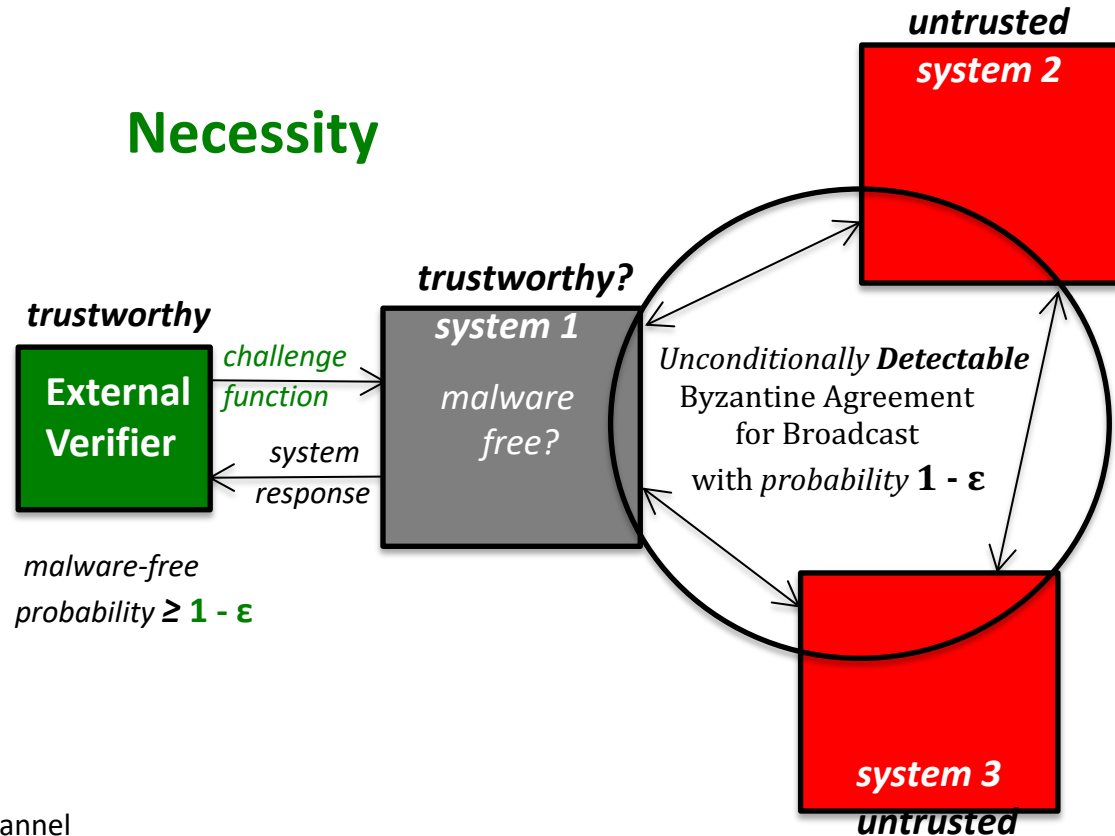 Necessity
untrusted
system 2
trustworthy?
system 1
malware
free?
trustworthy
External
Verifier
challenge
function
system
response
malware-free
probability ≥ 1 - ε
Unconditionally Detectable
Byzantine Agreement
for Broadcast
with probability 1 - ε
system 3
untrusted
annel